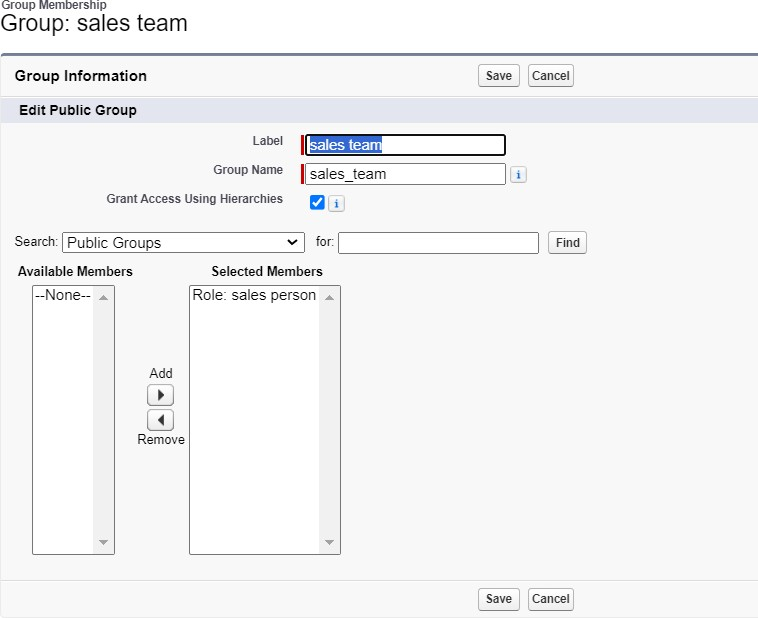 Group Membership
Group: sales team
Group Information
Save Cancel
Edit Public Group
Label sales team
Group Name sales_team
i
Grant Access Using Hierarchies
i
Search: Public Groups for: Find
Available Members Selected Members
--None-- Role: sales person
Add
Remove
Save Cancel